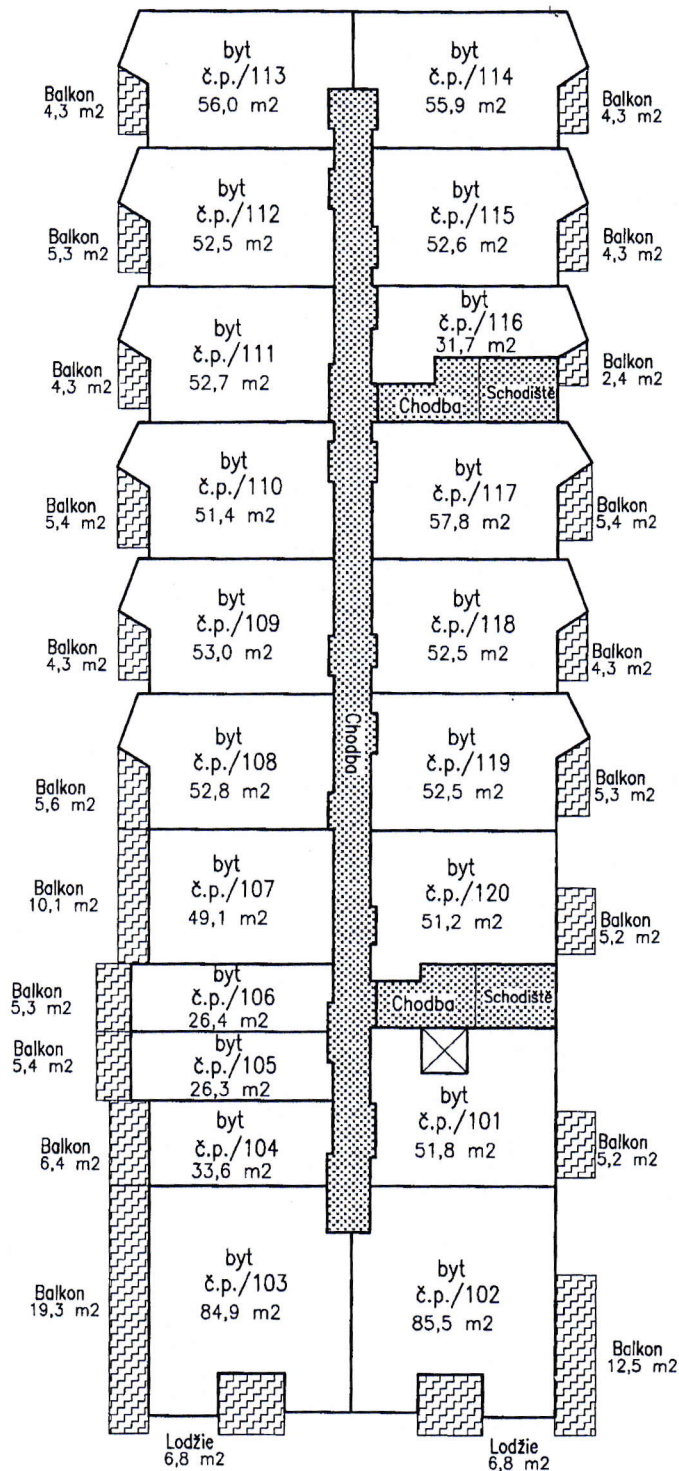 byt
č.p./113
56,0 m2
byt
č.p./114
55,9 m2
Balkon
4,3 m2
Balkon
4,3 m2
byt
č.p./112
52,5 m2
byt
č.p./115
52,6 m2
Balkon
5,3 m2
Balkon
4,3 m2
byt
č.p./111
52,7 m2
byt
č.p./116
31,7 m2
Balkon
4,3 m2
Balkon
2,4 m2
Chodba
Schodiště
byt
č.p./110
51,4 m2
byt
č.p./117
57,8 m2
Balkon
5,4 m2
Balkon
5,4 m2
byt
č.p./109
53,0 m2
byt
č.p./118
52,5 m2
Balkon
4,3 m2
Balkon
4,3 m2
Chodba
byt
č.p./108
52,8 m2
byt
č.p./119
52,5 m2
Balkon
5,6 m2
Balkon
5,3 m2
byt
č.p./107
49,1 m2
byt
č.p./120
51,2 m2
Balkon
10,1 m2
Balkon
5,2 m2
byt
č.p./106
26,4 m2
Balkon
5,3 m2
Chodba
Schodiště
byt
č.p./105
26,3 m2
Balkon
5,4 m2
byt
č.p./104
33,6 m2
byt
č.p./101
51,8 m2
Balkon
6,4 m2
Balkon
5,2 m2
byt
č.p./103
84,9 m2
byt
č.p./102
85,5 m2
Balkon
19,3 m2
Balkon
12,5 m2
Lodžie
6,8 m2
Lodžie
6,8 m2